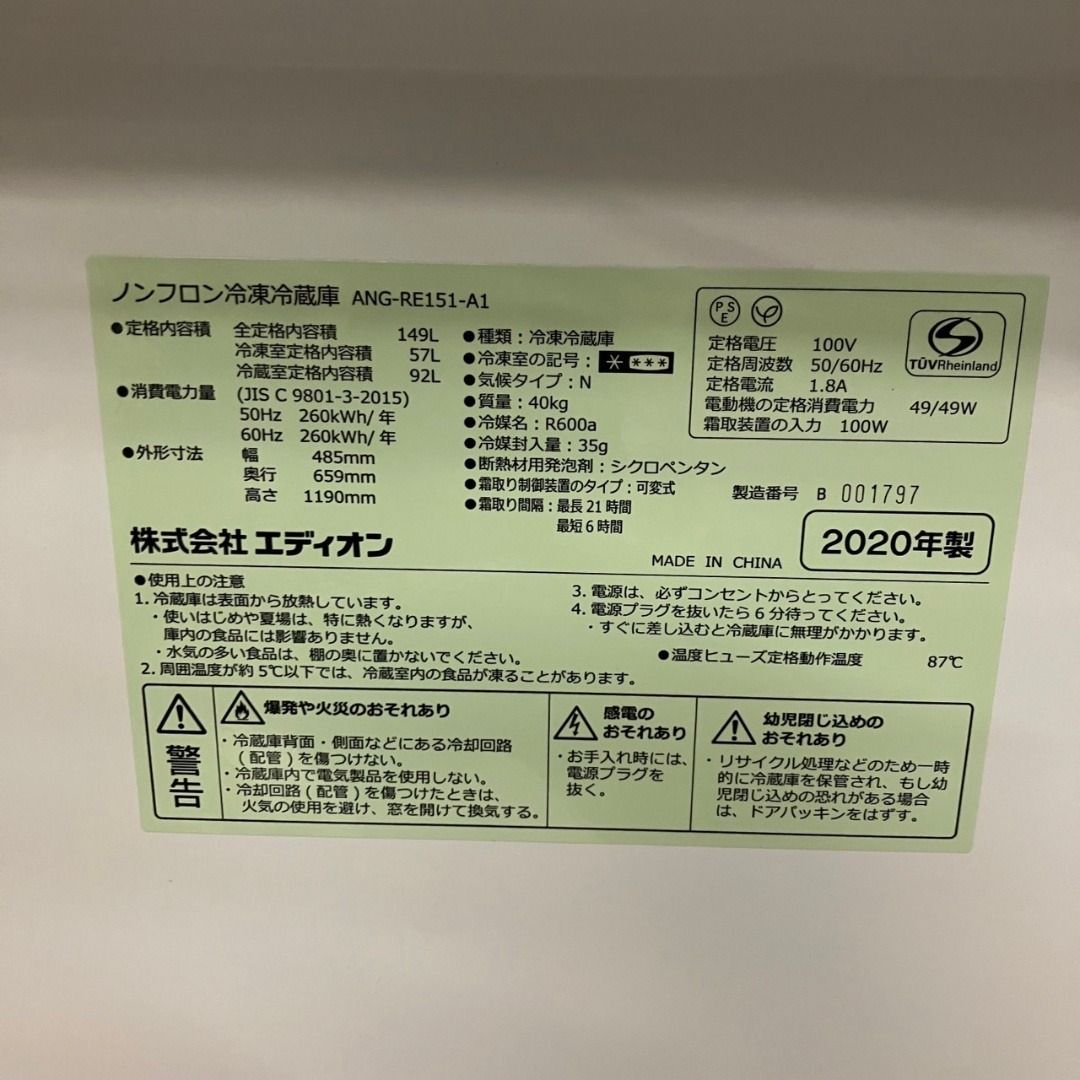 ノンフロン冷凍冷蔵庫 ANG-RE151-A1
●定格内容積 全定格内容積 149L
冷凍室定格内容積 57L
冷蔵室定格内容積 92L
●消費電力量 (JIS C 9801-3-2015)
50Hz 260kWh/年
60Hz 260kWh/年
●外形寸法 幅 485mm
奥行 659mm
高さ 1190mm
●種類：冷凍冷蔵庫
●冷凍室の記号：＊***
●気候タイプ：N
●質量：40kg
●冷媒名：R600a
●冷媒封入量：35g
●断熱材用発泡剤：シクロペンタン
●霜取り制御装置のタイプ：可変式
●霜取り間隔：最長21時間
最短6時間
PSE
定格電圧 100V
定格周波数 50/60Hz
定格電流 1.8A
電動機の定格消費電力 49/49W
霜取装置の入力 100W
TÜVRheinland
製造番号 B 001797
株式会社 エディオン
MADE IN CHINA
2020年製
●使用上の注意
1. 冷蔵庫は表面から放熱しています。
・使いはじめや夏場は、特に熱くなりますが、
庫内の食品には影響ありません。
・水気の多い食品は、棚の奥に置かないでください。
2. 周囲温度が約 5℃以下では、冷蔵室内の食品が凍ることがあります。
3. 電源は、必ずコンセントからとってください。
4. 電源プラグを抜いたら6分待ってください。
・すぐに差し込むと冷蔵庫に無理がかかります。
●温度ヒューズ定格動作温度 87℃
警告
爆発や火災のおそれあり
・冷蔵庫背面・側面などにある冷却回路
(配管)を傷つけない。
・冷蔵庫内で電気製品を使用しない。
・冷却回路(配管)を傷つけたときは、
火気の使用を避け、窓を開けて換気する。
感電の
おそれあり
・お手入れ時には、
電源プラグを
抜く。
幼児閉じ込めの
おそれあり
・リサイクル処理などのため一時
的に冷蔵庫を保管され、もし幼
児閉じ込めの恐れがある場合
は、ドアパッキンをはずす。